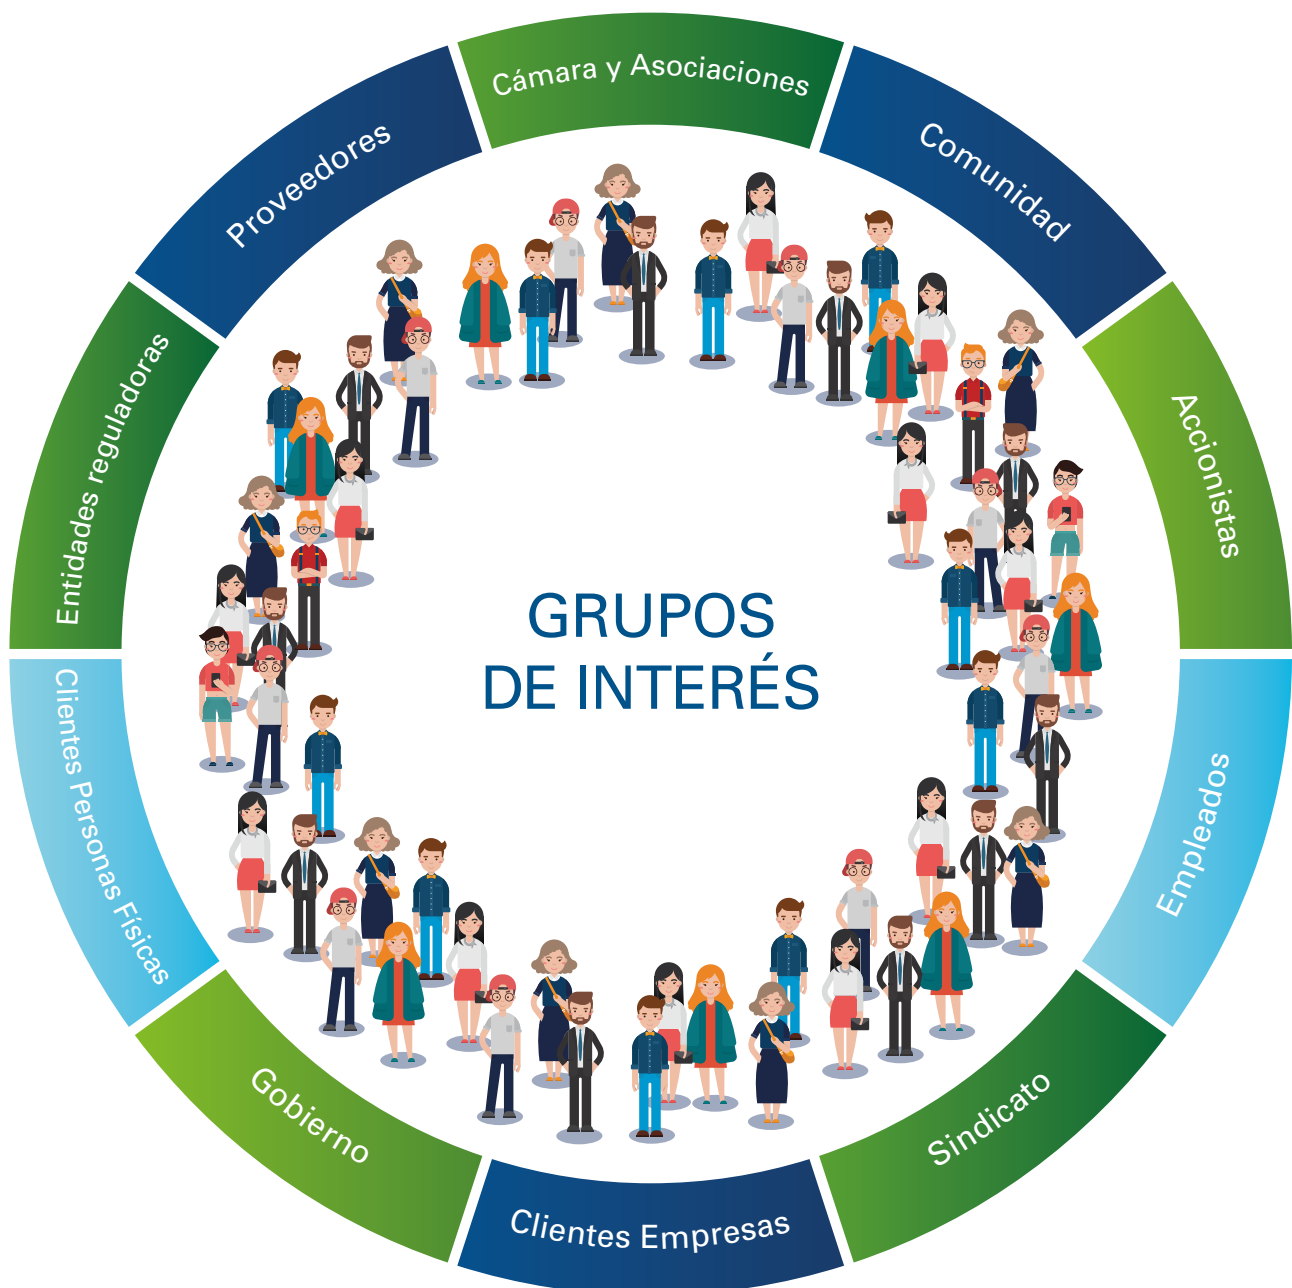 Cámara y Asociaciones
Comunidad
Accionistas
Empleados
Sindicato
Clientes Empresas
Gobierno
Clientes Personas Físicas
Entidades reguladoras
Proveedores
GRUPOS
DE INTERÉS